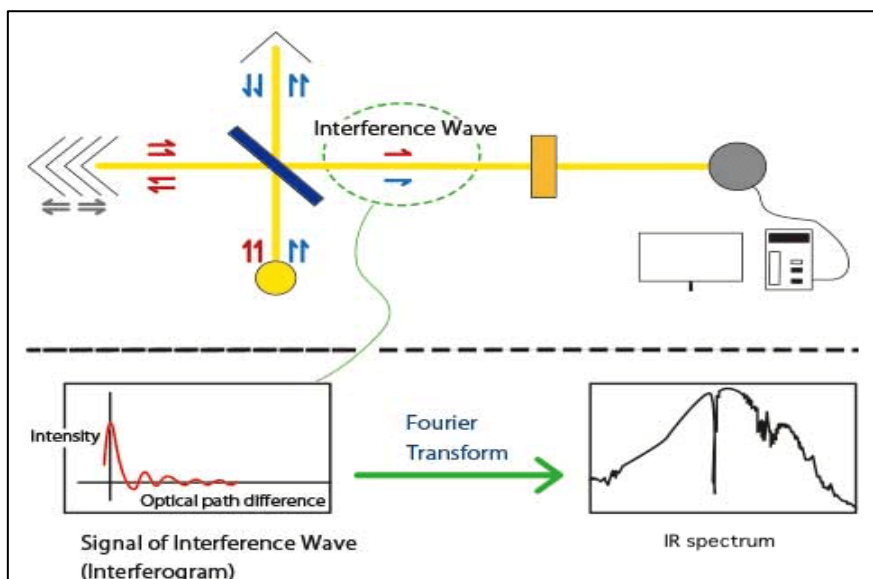 Interference Wave
Intensity
Optical path difference
Fourier
Transform
Signal of Interference Wave
(Interferogram)
IR spectrum